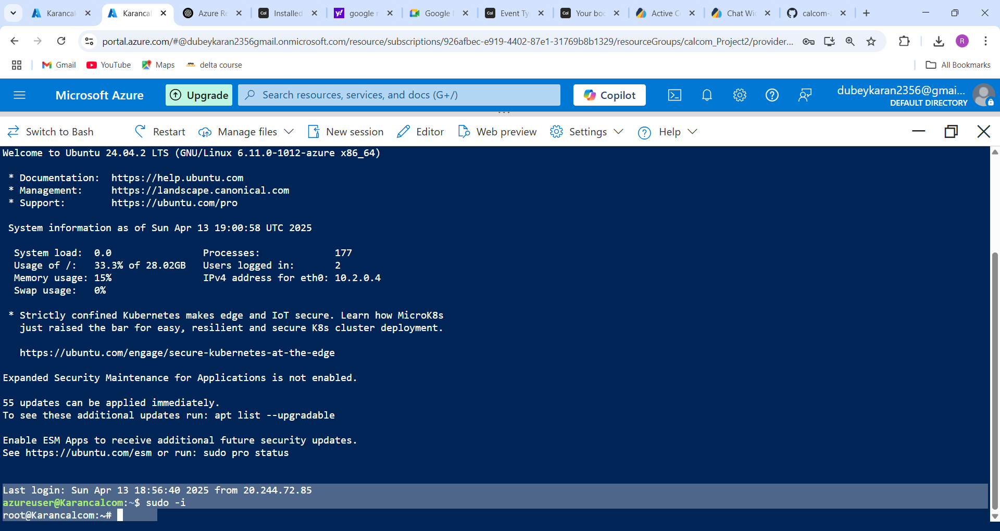 Karancal
Karancal
Azure Re
Cal Installed
y! google r
Google
Cal Event Ty
Cal Your boo
Active C
Chat Wi
calcom-
portal.azure.com/#@dubeykaran2356gmail.onmicrosoft.com/resource/subscriptions/926afbec-e919-4402-87e1-31769b8b1329/resourceGroups/calcom_Project2/provider...
R
Gmail
YouTube
Maps
delta course
All Bookmarks
Microsoft Azure
Upgrade
Search resources, services, and docs (G+/)
Copilot
dubeykaran2356@gmai...
DEFAULT DIRECTORY
Switch to Bash
Restart
Manage files
New session
Editor
Web preview
Settings
Help
Welcome to Ubuntu 24.04.2 LTS (GNU/Linux 6.11.0-1012-azure x86_64)
* Documentation: https://help.ubuntu.com
* Management: https://landscape.canonical.com
* Support: https://ubuntu.com/pro
System information as of Sun Apr 13 19:00:58 UTC 2025
System load: 0.0 Processes: 177
Usage of /: 33.3% of 28.02GB Users logged in: 2
Memory usage: 15% IPv4 address for eth0: 10.2.0.4
Swap usage: 0%
* Strictly confined Kubernetes makes edge and IoT secure. Learn how MicroK8s
just raised the bar for easy, resilient and secure K8s cluster deployment.
https://ubuntu.com/engage/secure-kubernetes-at-the-edge
Expanded Security Maintenance for Applications is not enabled.
55 updates can be applied immediately.
To see these additional updates run: apt list --upgradable
Enable ESM Apps to receive additional future security updates.
See https://ubuntu.com/esm or run: sudo pro status
Last login: Sun Apr 13 18:56:40 2025 from 20.244.72.85
azureuser@Karancalcom:~$ sudo -i
root@Karancalcom:~#